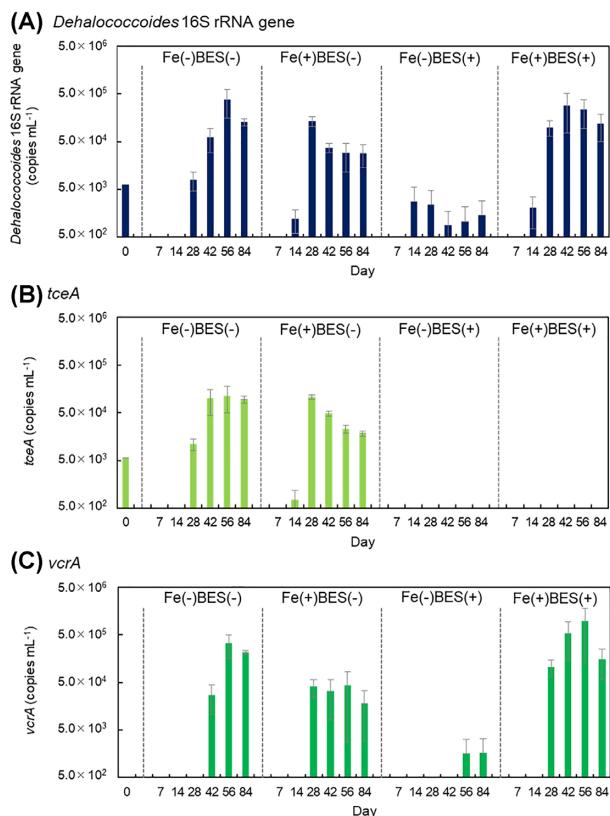 (A) Dehalococcoides 16S rRNA gene
Dehalococcoides 16S rRNA gene
(copies mL⁻¹)
5.0×10⁶
5.0×10⁵
5.0×10⁴
5.0×10³
5.0×10²
Fe(-)BES(-) Fe(+)BES(-) Fe(-)BES(+) Fe(+)BES(+)
0 7 14 28 42 56 84 7 14 28 42 56 84 7 14 28 42 56 84 7 14 28 42 56 84
Day
(B) tceA
tceA (copies mL⁻¹)
5.0×10⁶
5.0×10⁵
5.0×10⁴
5.0×10³
5.0×10²
Fe(-)BES(-) Fe(+)BES(-) Fe(-)BES(+) Fe(+)BES(+)
0 7 14 28 42 56 84 7 14 28 42 56 84 7 14 28 42 56 84 7 14 28 42 56 84
Day
(C) vcrA
vcrA (copies mL⁻¹)
5.0×10⁶
5.0×10⁵
5.0×10⁴
5.0×10³
5.0×10²
Fe(-)BES(-) Fe(+)BES(-) Fe(-)BES(+) Fe(+)BES(+)
0 7 14 28 42 56 84 7 14 28 42 56 84 7 14 28 42 56 84 7 14 28 42 56 84
Day